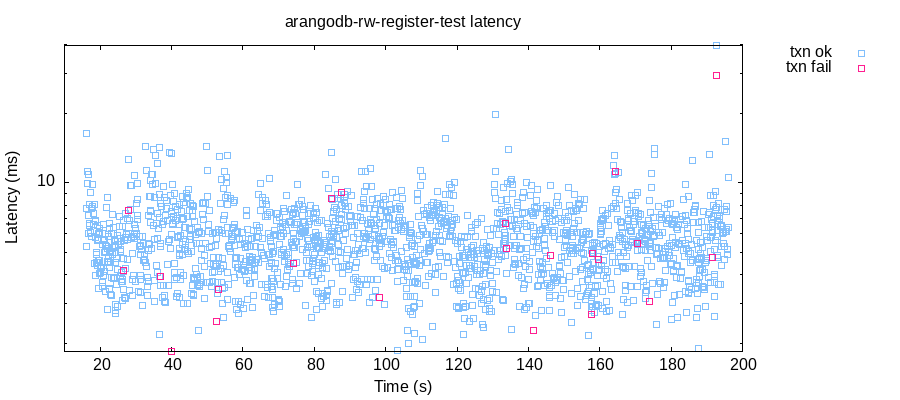 arangodb-rw-register-test latency
txn ok
txn fail
Latency (ms)
10
20 40 60 80 100 120 140 160 180 200
Time (s)